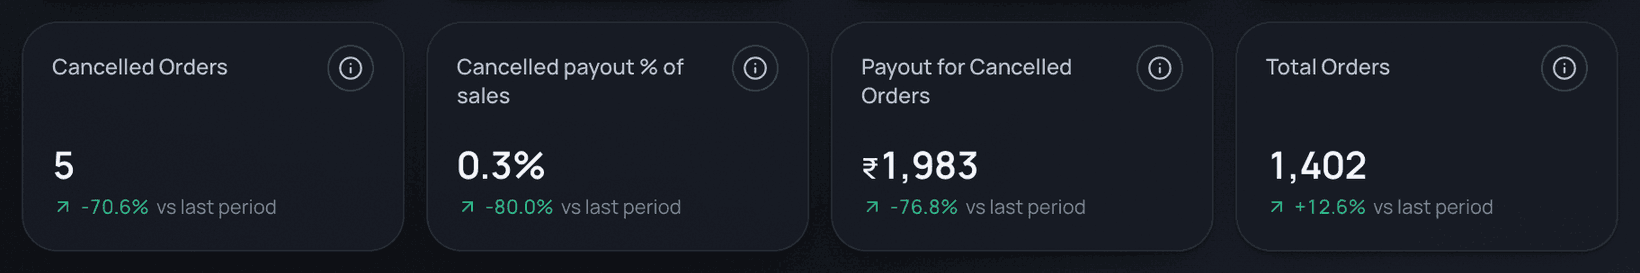 Cancelled Orders
5
-70.6% vs last period
Cancelled payout % of
sales
0.3%
-80.0% vs last period
Payout for Cancelled
Orders
₹1,983
-76.8% vs last period
Total Orders
1,402
+12.6% vs last period